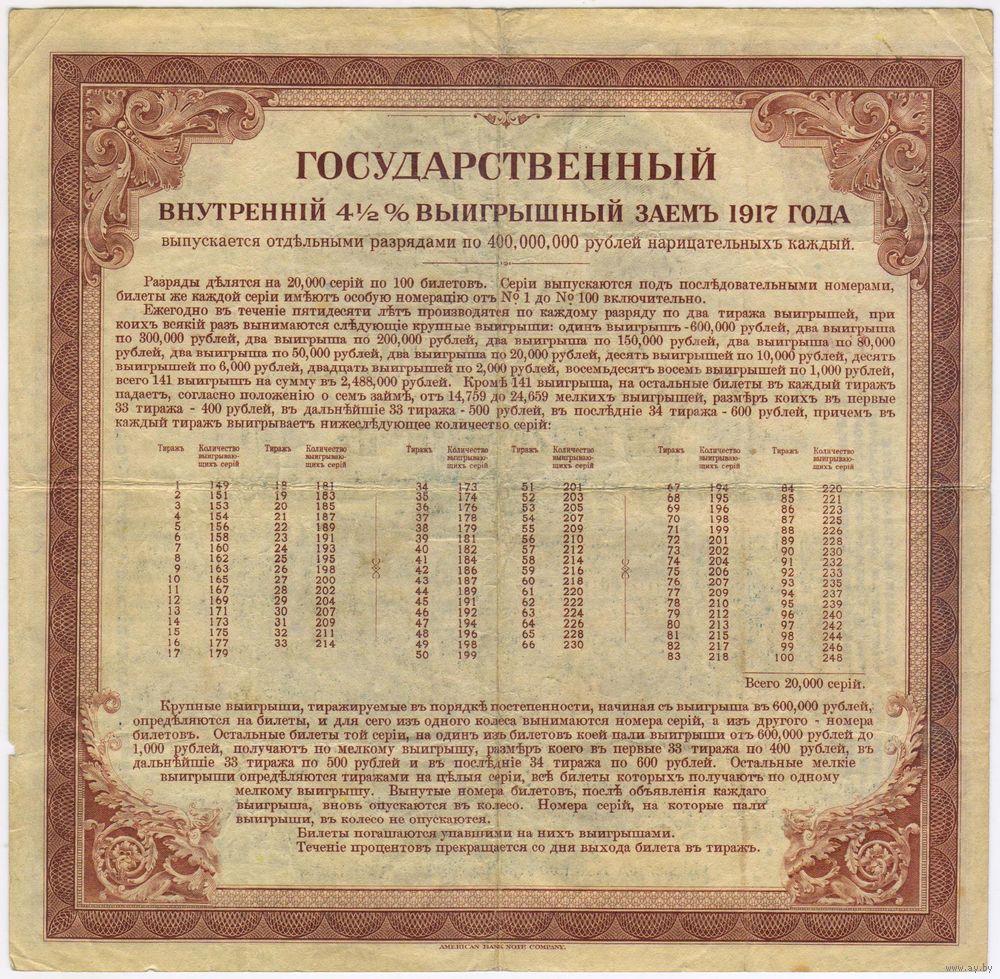 ГОСУДАРСТВЕННЫЙ
ВНУТРЕННІЙ 4½% ВЫИГРЫШНЫЙ ЗАЕМЪ 1917 ГОДА
выпускается отдѣльными разрядами по 400,000,000 рублей нарицательныхъ каждый.
Разряды дѣлятся на 20,000 серій по 100 билетовъ. Серіи выпускаются подъ послѣдовательными номерами,
билеты же каждой серіи имѣютъ особую номерацію отъ № 1 до № 100 включительно.
Ежегодно въ теченіе пятидесяти лѣтъ производятся по каждому разряду по два тиража выигрышей, при
коихъ всякій разъ вынимаются слѣдующіе крупные выигрыши: одинъ выигрышъ - 600,000 рублей, два выигрыша
по 300,000 рублей, два выигрыша по 200,000 рублей, два выигрыша по 150,000 рублей, два выигрыша по 80,000
рублей, два выигрыша по 50,000 рублей, два выигрыша по 20,000 рублей, десять выигрышей по 10,000 рублей, десять
выигрышей по 6,000 рублей, двадцать выигрышей по 2,000 рублей, восемьдесятъ восемь выигрышей по 1,000 рублей,
всего 141 выигрышъ на сумму въ 2,488,000 рублей. Кромѣ 141 выигрыша, на остальные билеты въ каждый тиражъ
падаетъ, согласно положенію о семъ займѣ, отъ 14,759 до 24,659 мелкихъ выигрышей, размѣръ коихъ въ первые
33 тиража - 400 рублей, въ дальнѣйшіе 33 тиража - 500 рублей, въ послѣдніе 34 тиража - 600 рублей, причемъ въ
каждый тиражъ выигрываетъ нижеслѣдующее количество серій:
Тиражъ Количество выигрываю- щихъ серій Тиражъ Количество выигрываю- щихъ серій Тиражъ Количество выигрываю- щихъ серій Тиражъ Количество выигрываю- щихъ серій Тиражъ Количество выигрываю- щихъ серій Тиражъ Количество выигрываю- щихъ серій
1 149 18 181 34 173 51 201 67 194 84 220
2 151 19 183 35 174 52 203 68 195 85 221
3 153 20 185 36 176 53 205 69 196 86 223
4 154 21 187 37 178 54 207 70 198 87 225
5 156 22 189 38 179 55 209 71 199 88 226
6 158 23 191 39 181 56 210 72 201 89 228
7 160 24 193 40 182 57 212 73 202 90 230
8 162 25 195 41 184 58 214 74 204 91 232
9 163 26 198 42 186 59 216 75 206 92 233
10 165 27 200 43 187 60 218 76 207 93 235
11 167 28 202 44 189 61 220 77 209 94 237
12 169 29 204 45 191 62 222 78 210 95 239
13 171 30 207 46 192 63 224 79 212 96 240
14 173 31 209 47 194 64 226 80 213 97 242
15 175 32 211 48 196 65 228 81 215 98 244
16 177 33 214 49 198 66 230 82 217 99 246
17 179 50 199 83 218 100 248
Всего 20,000 серій.
Крупные выигрыши, тиражируемые въ порядкѣ постепенности, начиная съ выигрыша въ 600,000 рублей,
опредѣляются на билеты, и для сего изъ одного колеса вынимаются номера серій, а изъ другого - номера
билетовъ. Остальные билеты той серіи, на одинъ изъ билетовъ коей пали выигрыши отъ 600,000 рублей до
1,000 рублей, получаютъ по мелкому выигрышу, размѣръ коего въ первые 33 тиража по 400 рублей, въ
дальнѣйшіе 33 тиража по 500 рублей и въ послѣдніе 34 тиража по 600 рублей. Остальные мелкіе
выигрыши опредѣляются тиражами на цѣлыя серіи, всѣ билеты которыхъ получаютъ по одному
мелкому выигрышу. Вынутые номера билетовъ, послѣ объявленія каждаго
выигрыша, вновь опускаются въ колесо. Номера серій, на которые пали
выигрыши, въ колесо не опускаются.
Билеты погашаются упавшими на нихъ выигрышами.
Теченіе процентовъ прекращается со дня выхода билета въ тиражъ.
AMERICAN BANK NOTE COMPANY.
www.ay.by